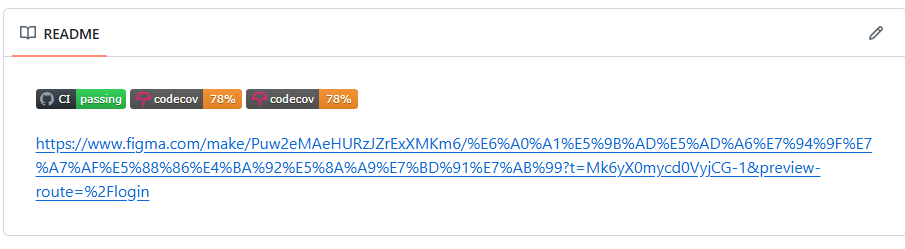 README
CI passing codecov 78% codecov 78%
https://www.figma.com/make/Puw2eMAeHURzJZrExXMKm6/%E6%A0%A1%E5%9B%AD%E5%AD%A6%E7%94%9F%E7
%A7%AF%E5%88%86%E4%BA%92%E5%8A%A9%E7%BD%91%E7%AB%99?t=Mk6yX0mycd0VyjCG-1&preview-
route=%2Flogin